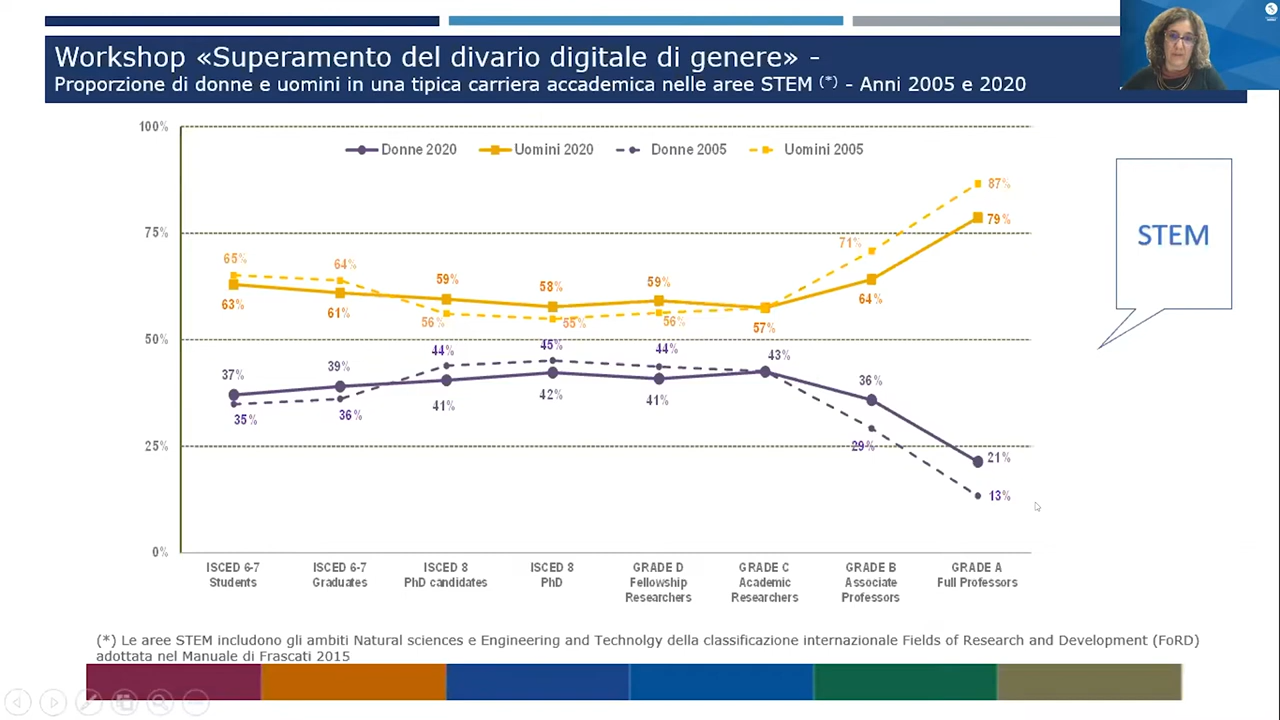 Workshop «Superamento del divario digitale di genere» -
Proporzione di donne e uomini in una tipica carriera accademica nelle aree STEM (*) - Anni 2005 e 2020
100%
Donne 2020 Uomini 2020 Donne 2005 Uomini 2005
87%
79%
STEM
75%
71%
65% 64% 59% 58% 59% 64%
63% 61% 56% 55% 56% 57%
50%
44% 45% 44% 43%
37% 39% 36%
35% 36% 41% 42% 41%
25%
29% 21%
13%
0%
ISCED 6-7 ISCED 6-7 ISCED 8 ISCED 8 GRADE D GRADE C GRADE B GRADE A
Students Graduates PhD candidates PhD Fellowship Academic Associate Full Professors
Researchers Researchers Professors
(*) Le aree STEM includono gli ambiti Natural sciences e Engineering and Technolgy della classificazione internazionale Fields of Research and Development (FoRD)
adottata nel Manuale di Frascati 2015